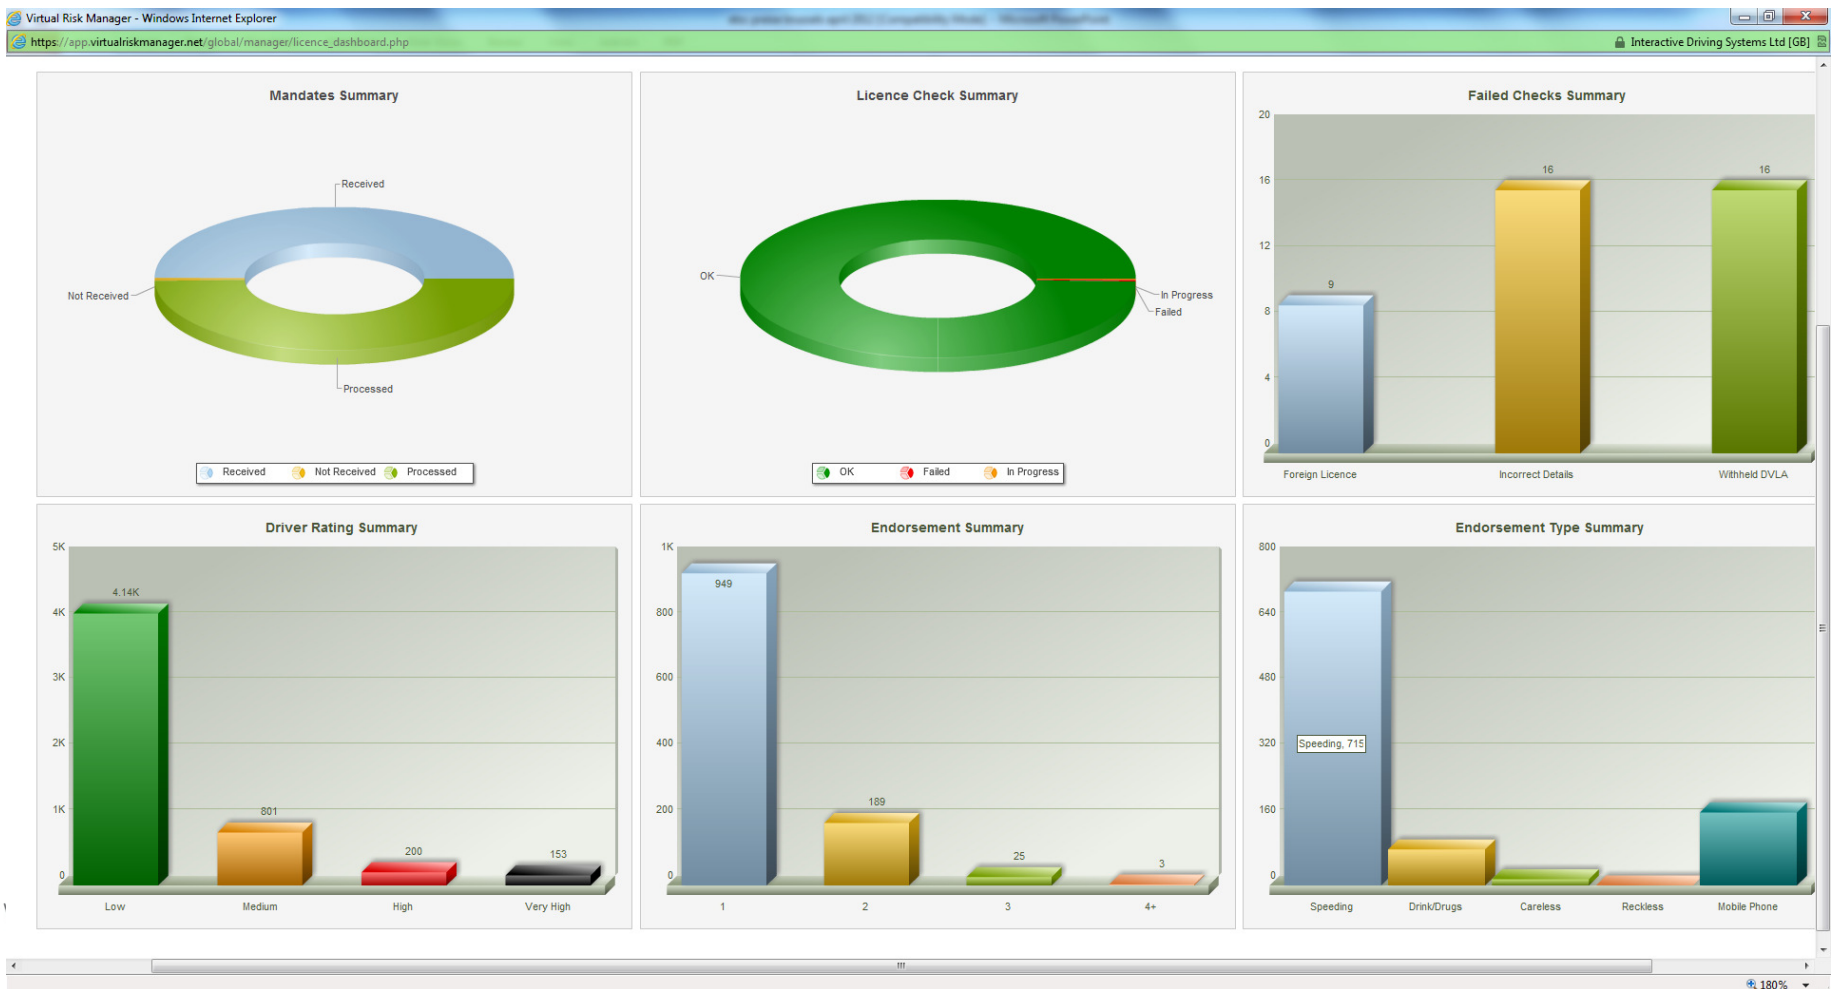 Virtual Risk Manager - Windows Internet Explorer
https://app.virtualriskmanager.net/global/manager/licence_dashboard.php
Interactive Driving Systems Ltd [GB]
Mandates Summary
Received
Not Received
Processed
Received Not Received Processed
Licence Check Summary
OK
In Progress
Failed
OK Failed In Progress
Failed Checks Summary
20
16
12
8
4
0
9
16
16
Foreign Licence Incorrect Details Withheld DVLA
Driver Rating Summary
5K
4K
3K
2K
1K
0
4.14K
801
200
153
Low Medium High Very High
Endorsement Summary
1K
800
600
400
200
0
949
189
25
3
1 2 3 4+
Endorsement Type Summary
800
640
480
320
160
0
Speeding, 715
Speeding Drink/Drugs Careless Reckless Mobile Phone
180%